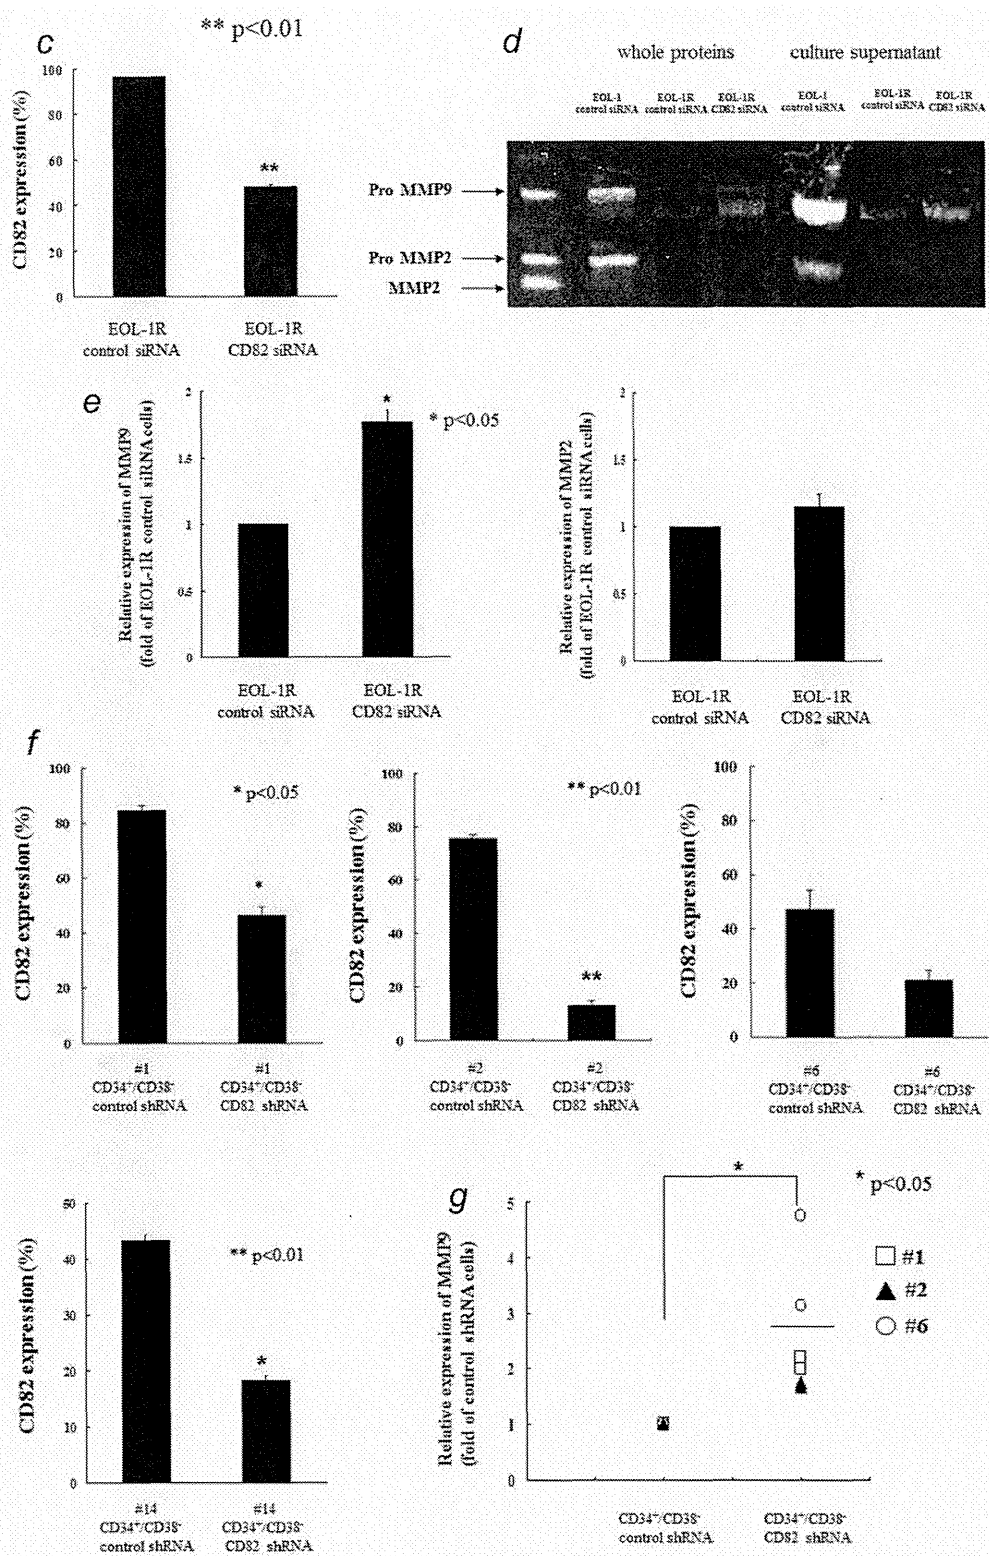 c
** p<0.01
CD82 expression (%)
100
80
60
40
20
0
**
EOL-1R
control siRNA
EOL-1R
CD82 siRNA
d
whole proteins
culture supernatant
EOL-1
control siRNA
EOL-1R
control siRNA
EOL-1R
CD82 siRNA
EOL-1
control siRNA
EOL-1R
control siRNA
EOL-1R
CD82 siRNA
Pro MMP9
Pro MMP2
MMP2
e
Relative expression of MMP9
(fold of EOL-1R control siRNA cells)
2
1.5
1
0.5
0
*
* p<0.05
EOL-1R
control siRNA
EOL-1R
CD82 siRNA
Relative expression of MMP2
(fold of EOL-1R control siRNA cells)
2
1.5
1
0.5
0
EOL-1R
control siRNA
EOL-1R
CD82 siRNA
f
CD82 expression (%)
100
80
60
40
20
0
* p<0.05
*
#1
CD34+/CD38-
control shRNA
#1
CD34+/CD38-
CD82 shRNA
CD82 expression (%)
100
80
60
40
20
0
** p<0.01
**
#2
CD34+/CD38-
control shRNA
#2
CD34+/CD38-
CD82 shRNA
CD82 expression (%)
100
80
60
40
20
0
#6
CD34+/CD38-
control shRNA
#6
CD34+/CD38-
CD82 shRNA
CD82 expression (%)
50
40
30
20
10
0
** p<0.01
*
#14
CD34+/CD38-
control shRNA
#14
CD34+/CD38-
CD82 shRNA
g
Relative expression of MMP9
(fold of control shRNA cells)
5
4
3
2
1
0
*
* p<0.05
#1
#2
#6
CD34+/CD38-
control shRNA
CD34+/CD38-
CD82 shRNA